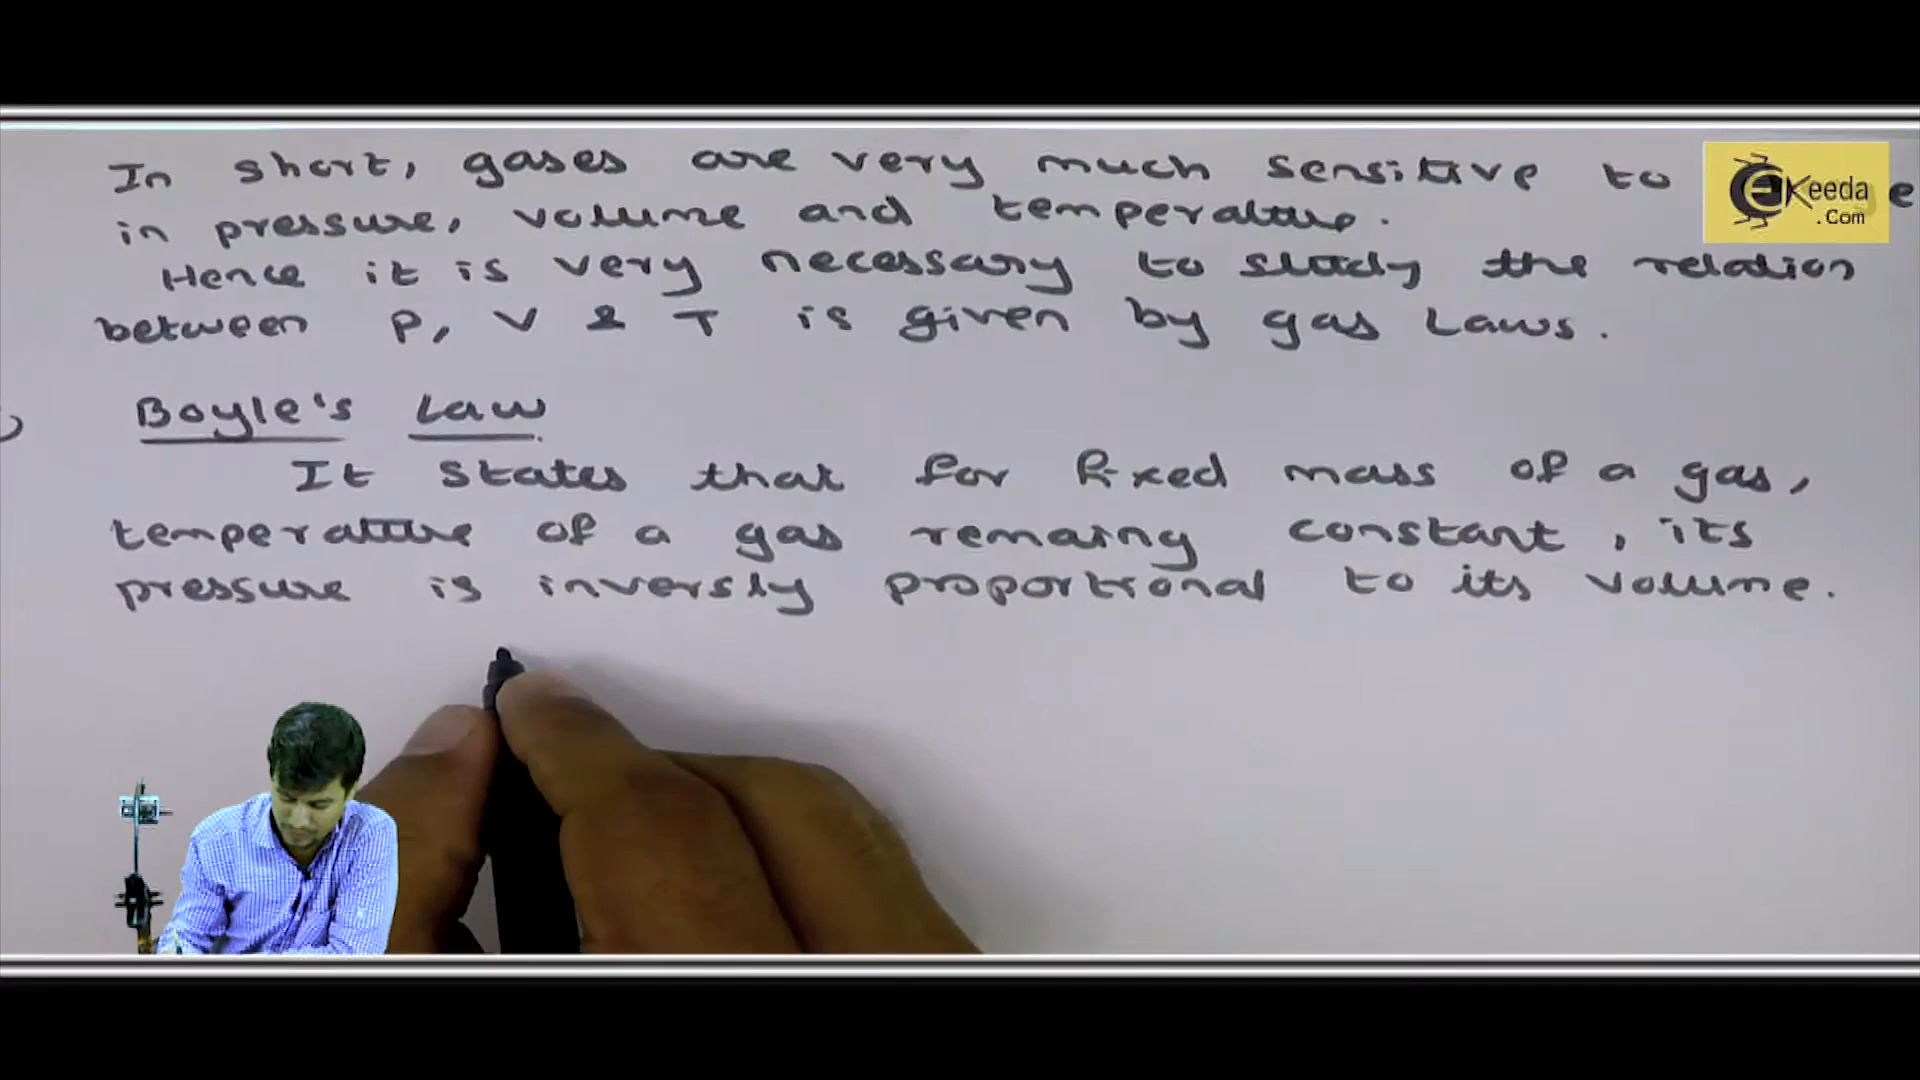 In short, gases are very much sensitive to
in pressure, volume and temperature.
Hence it is very necessary to study the relation
between P, V & T is given by gas Laws.
Boyle's Law
It states that for fixed mass of a gas,
temperature of a gas remaing constant, its
pressure is inversly proportional to its volume.
eKeeda
.Com